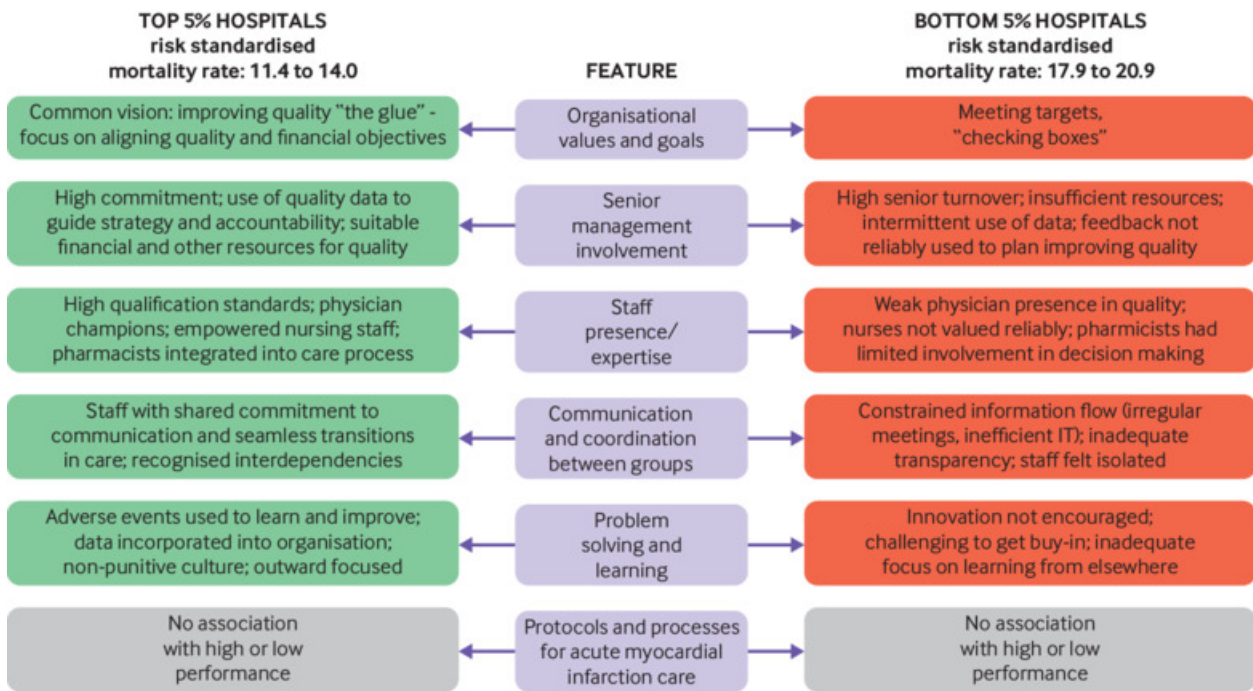 TOP 5% HOSPITALS
risk standardised
mortality rate: 11.4 to 14.0
FEATURE
BOTTOM 5% HOSPITALS
risk standardised
mortality rate: 17.9 to 20.9
Common vision: improving quality "the glue" -
focus on aligning quality and financial objectives
Organisational
values and goals
Meeting targets,
"checking boxes"
High commitment; use of quality data to
guide strategy and accountability; suitable
financial and other resources for quality
Senior
management
involvement
High senior turnover; insufficient resources;
intermittent use of data; feedback not
reliably used to plan improving quality
High qualification standards; physician
champions; empowered nursing staff;
pharmacists integrated into care process
Staff
presence/
expertise
Weak physician presence in quality;
nurses not valued reliably; pharmicists had
limited involvement in decision making
Staff with shared commitment to
communication and seamless transitions
in care; recognised interdependencies
Communication
and coordination
between groups
Constrained information flow (irregular
meetings, inefficient IT); inadequate
transparency; staff felt isolated
Adverse events used to learn and improve;
data incorporated into organisation;
non-punitive culture; outward focused
Problem
solving and
learning
Innovation not encouraged;
challenging to get buy-in; inadequate
focus on learning from elsewhere
No association
with high or low
performance
Protocols and processes
for acute myocardial
infarction care
No association
with high or low
performance